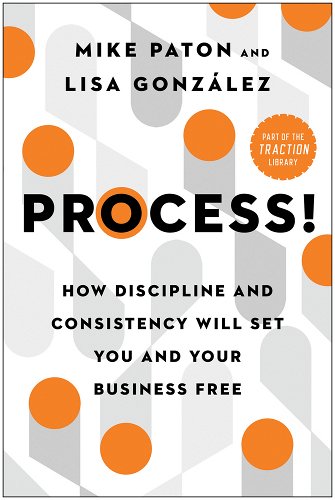 MIKE PATON AND
LISA GONZÁLEZ
PART OF THE
TRACTION
LIBRARY
PROCESS!
HOW DISCIPLINE AND
CONSISTENCY WILL SET
YOU AND YOUR
BUSINESS FREE